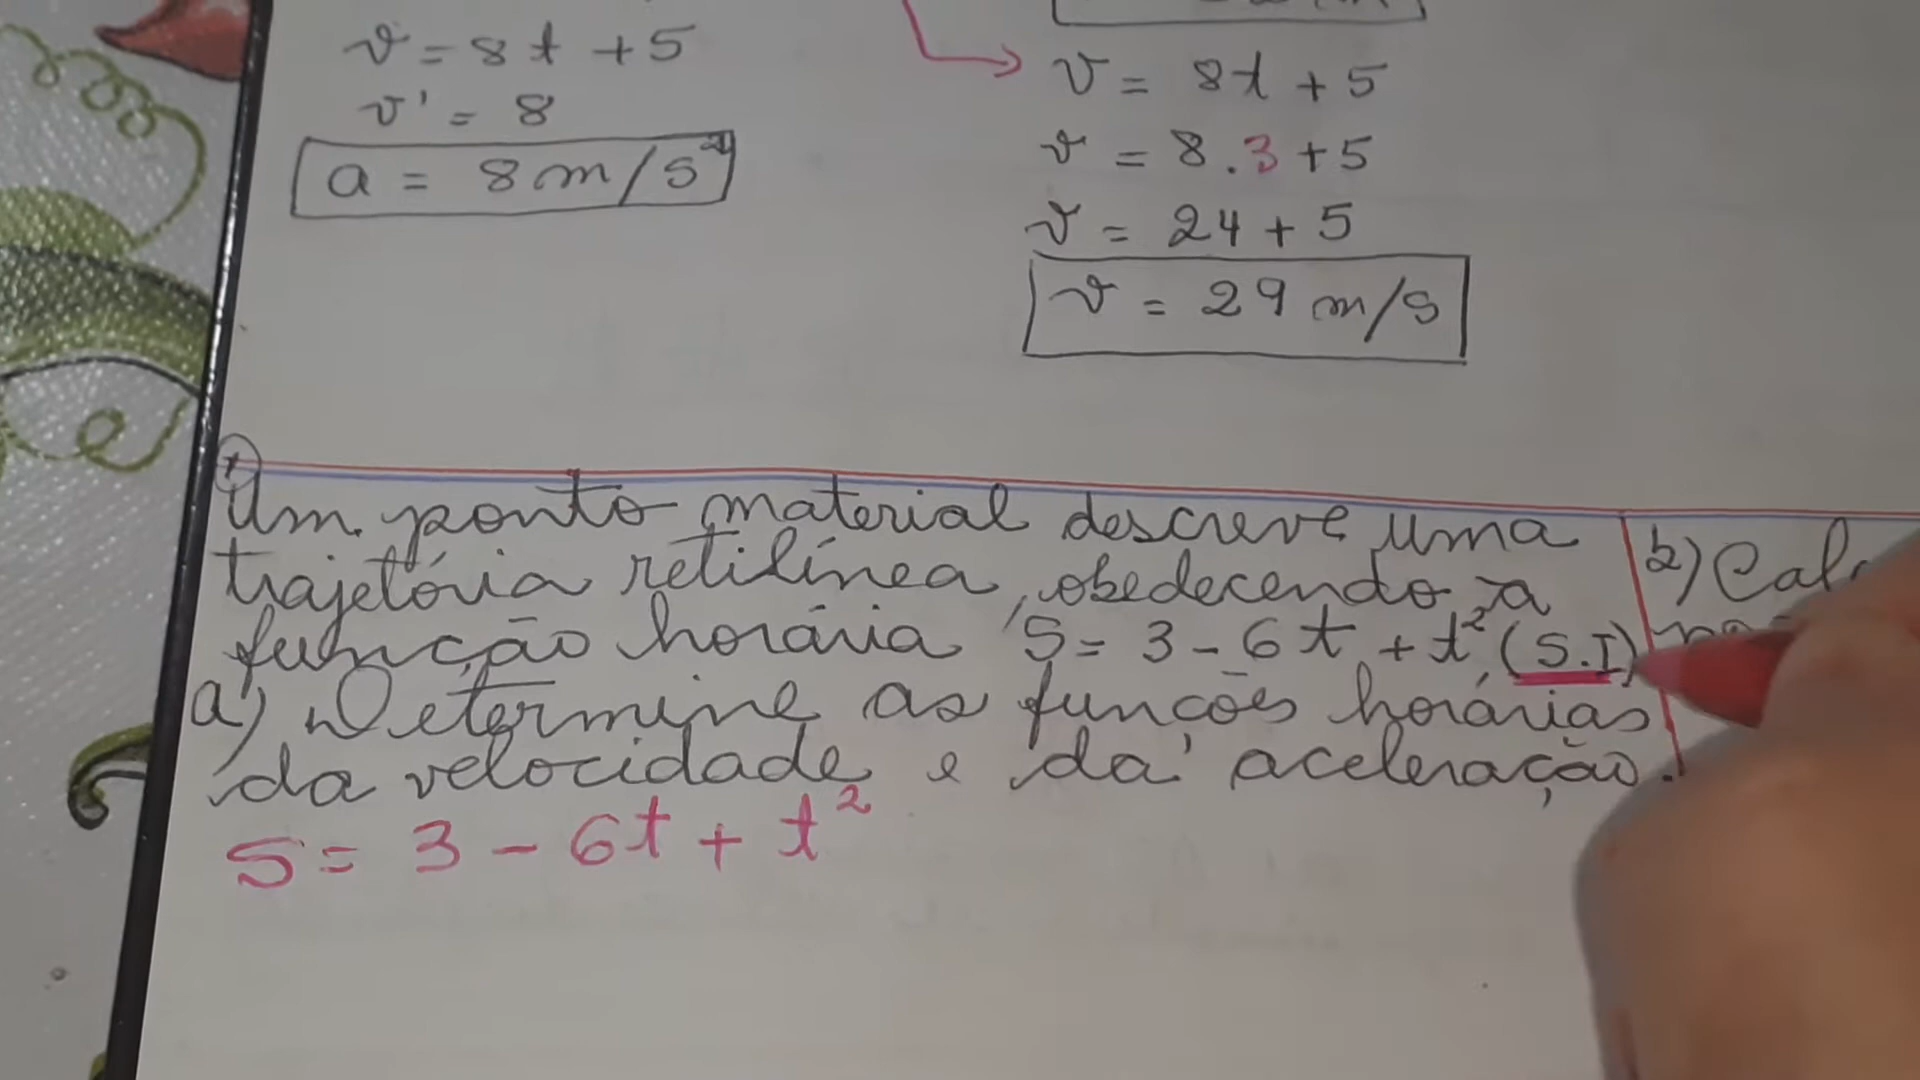 v = 8t + 5
v' = 8
a = 8 m/s²
v = 8t + 5
v = 8.3 + 5
v = 24 + 5
v = 29 m/s
Um ponto material descreve uma
trajetória retilínea, obedecendo a
função horária S = 3 - 6t + t² (S.I)
a) Determine as funções horárias
da velocidade e da aceleração.
S = 3 - 6t + t²
b)